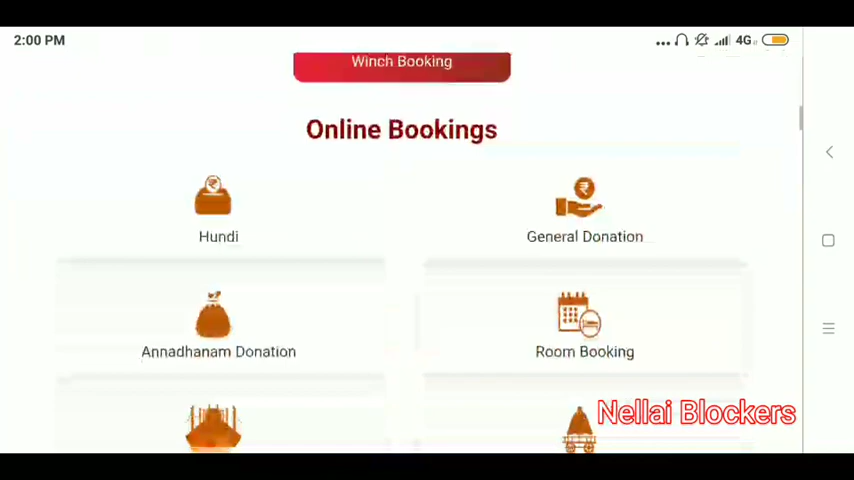 2:00 PM
4G
Winch Booking
Online Bookings
Hundi
General Donation
Annadhanam Donation
Room Booking
Nellai Blockers